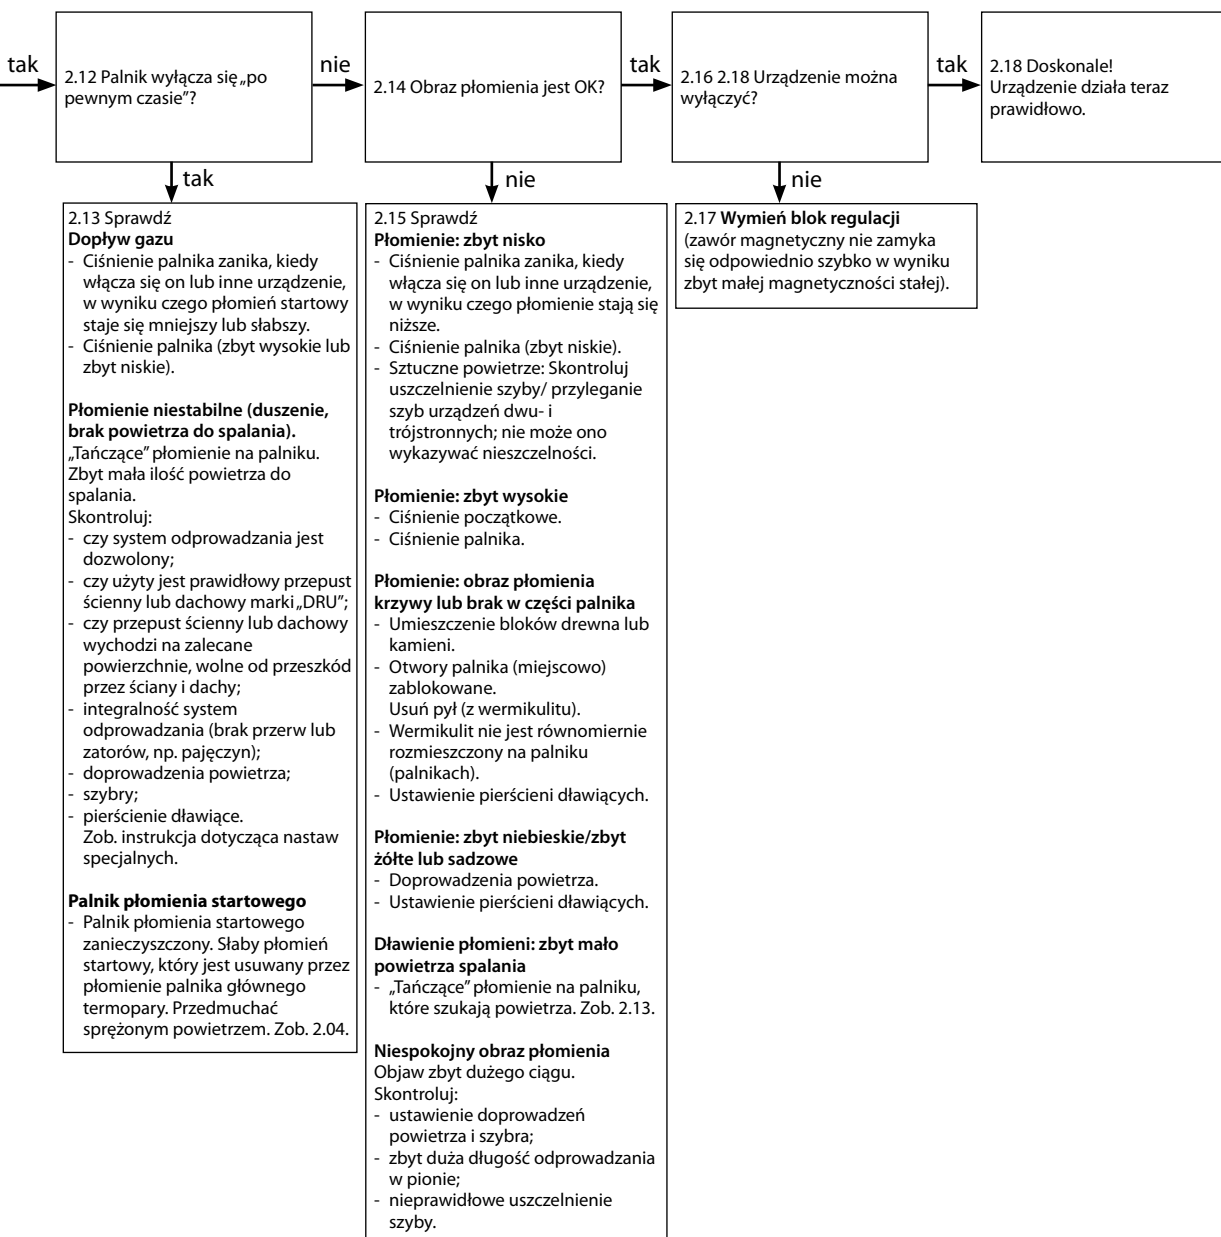 tak
2.12 Palnik wyłącza się „po
pewnym czasie”?
nie
2.14 Obraz płomienia jest OK?
tak
2.16 2.18 Urządzenie można
wyłączyć?
tak
2.18 Doskonale!
Urządzenie działa teraz
prawidłowo.
tak
2.13 Sprawdź
Dopływ gazu
- Ciśnienie palnika zanika, kiedy
włącza się on lub inne urządzenie,
w wyniku czego płomień startowy
staje się mniejszy lub słabszy.
- Ciśnienie palnika (zbyt wysokie lub
zbyt niskie).
Płomienie niestabilne (duszenie,
brak powietrza do spalania).
„Tańczące” płomienie na palniku.
Zbyt mała ilość powietrza do
spalania.
Skontroluj:
- czy system odprowadzania jest
dozwolony;
- czy użyty jest prawidłowy przepust
ścienny lub dachowy marki „DRU”;
- czy przepust ścienny lub dachowy
wychodzi na zalecane
powierzchnie, wolne od przeszkód
przez ściany i dachy;
- integralność system
odprowadzania (brak przerw lub
zatorów, np. pajęczyn);
- doprowadzenia powietrza;
- szybry;
- pierścienie dławiące.
Zob. instrukcja dotycząca nastaw
specjalnych.
Palnik płomienia startowego
- Palnik płomienia startowego
zanieczyszczony. Słaby płomień
startowy, który jest usuwany przez
płomienie palnika głównego
termopary. Przedmuchać
sprężonym powietrzem. Zob. 2.04.
nie
2.15 Sprawdź
Płomienie: zbyt nisko
- Ciśnienie palnika zanika, kiedy
włącza się on lub inne urządzenie,
w wyniku czego płomienie stają się
niższe.
- Ciśnienie palnika (zbyt niskie).
- Sztuczne powietrze: Skontroluj
uszczelnienie szyby/ przyleganie
szyb urządzeń dwu- i
trójstronnych; nie może ono
wykazywać nieszczelności.
Płomienie: zbyt wysokie
- Ciśnienie początkowe.
- Ciśnienie palnika.
Płomienie: obraz płomienia
krzywy lub brak w części palnika
- Umieszczenie bloków drewna lub
kamieni.
- Otwory palnika (miejscowo)
zablokowane.
Usuń pył (z wermikulitu).
- Wermikulit nie jest równomiernie
rozmieszczony na palniku
(palnikach).
- Ustawienie pierścieni dławiących.
Płomienie: zbyt niebieskie/zbyt
żółte lub sadzowe
- Doprowadzenia powietrza.
- Ustawienie pierścieni dławiących.
Dławienie płomieni: zbyt mało
powietrza spalania
- „Tańczące” płomienie na palniku,
które szukają powietrza. Zob. 2.13.
Niespokojny obraz płomienia
Objaw zbyt dużego ciągu.
Skontroluj:
- ustawienie doprowadzeń
powietrza i szybra;
- zbyt duża długość odprowadzania
w pionie;
- nieprawidłowe uszczelnienie
szyby.
nie
2.17 Wymień blok regulacji
(zawór magnetyczny nie zamyka
się odpowiednio szybko w wyniku
zbyt małej magnetyczności stałej).